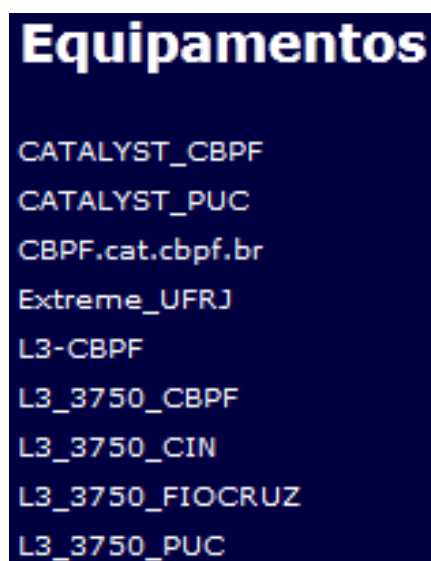 Equipamentos
CATALYST_CBPF
CATALYST_PUC
CBPF.cat.cbpf.br
Extreme_UFRJ
L3-CBPF
L3_3750_CBPF
L3_3750_CIN
L3_3750_FIOCRUZ
L3_3750_PUC